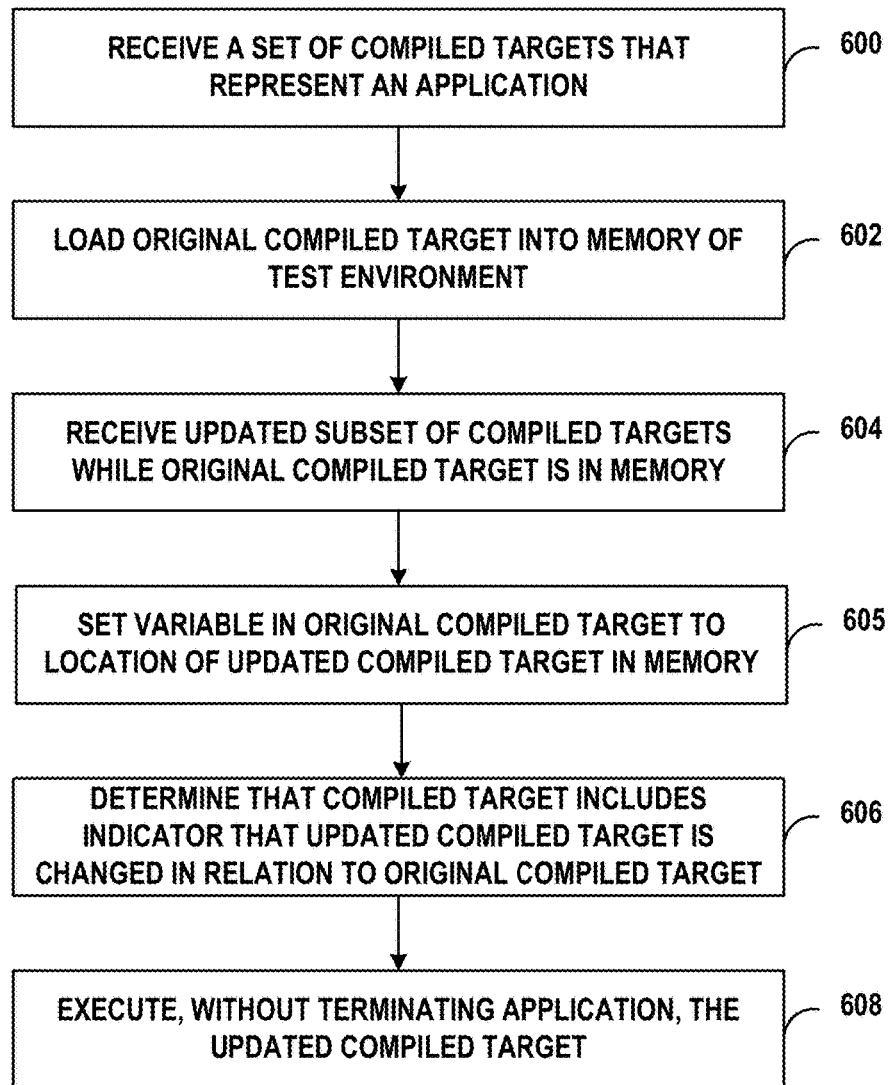 RECEIVE A SET OF COMPILED TARGETS THAT
REPRESENT AN APPLICATION
600
LOAD ORIGINAL COMPILED TARGET INTO MEMORY OF
TEST ENVIRONMENT
602
RECEIVE UPDATED SUBSET OF COMPILED TARGETS
WHILE ORIGINAL COMPILED TARGET IS IN MEMORY
604
SET VARIABLE IN ORIGINAL COMPILED TARGET TO
LOCATION OF UPDATED COMPILED TARGET IN MEMORY
605
DETERMINE THAT COMPILED TARGET INCLUDES
INDICATOR THAT UPDATED COMPILED TARGET IS
CHANGED IN RELATION TO ORIGINAL COMPILED TARGET
606
EXECUTE, WITHOUT TERMINATING APPLICATION, THE
UPDATED COMPILED TARGET
608